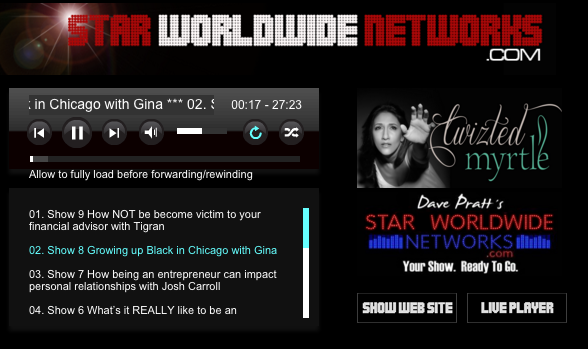 STAR WORLDWIDE NETWORKS
.COM
k in Chicago with Gina *** 02. S
00:17 - 27:23
Allow to fully load before forwarding/rewinding
01. Show 9 How NOT be become victim to your
financial advisor with Tigran
02. Show 8 Growing up Black in Chicago with Gina
03. Show 7 How being an entrepreneur can impact
personal relationships with Josh Carroll
04. Show 6 What's it REALLY like to be an
twizted
myrtle
Dave Pratt's
STAR WORLDWIDE
NETWORKS
.com
Your Show. Ready To Go.
SHOW WEB SITE
LIVE PLAYER